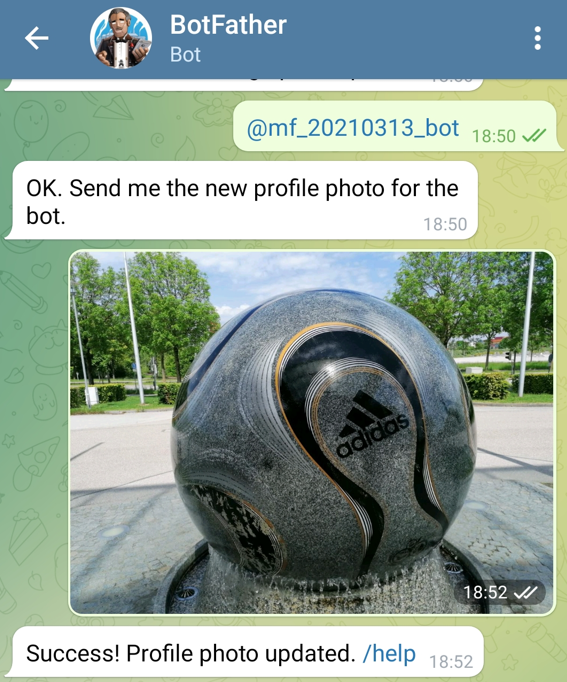 BotFather
Bot
@mf_20210313_bot 18:50
OK. Send me the new profile photo for the
bot.
18:50
adidas
18:52
Success! Profile photo updated. /help 18:52